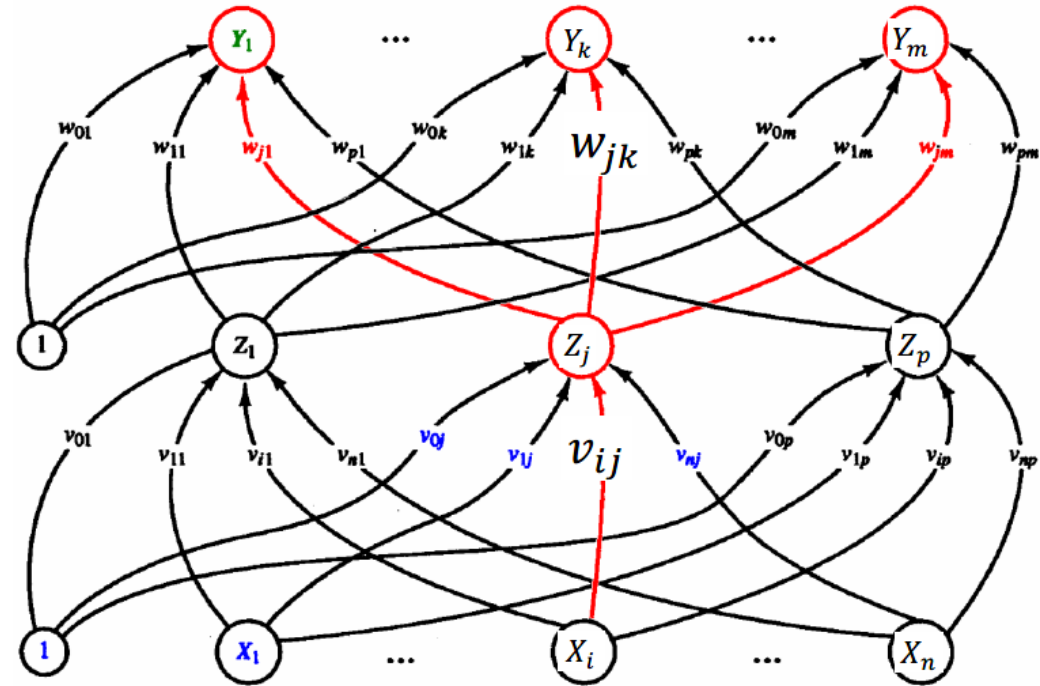 Y₁ ... Yₖ ... Yₘ
w₀₁ w₁₁ wⱼ₁ wₚ₁ w₀ₖ w₁ₖ wⱼₖ wₚₖ w₀ₘ w₁ₘ wⱼₘ wₚₘ
1 Z₁ Zⱼ Zₚ
v₀₁ v₁₁ vᵢ₁ vₙ₁ v₀ⱼ v₁ⱼ vᵢⱼ vₙⱼ v₀ₚ v₁ₚ vᵢₚ vₙₚ
1 X₁ ... Xᵢ ... Xₙ